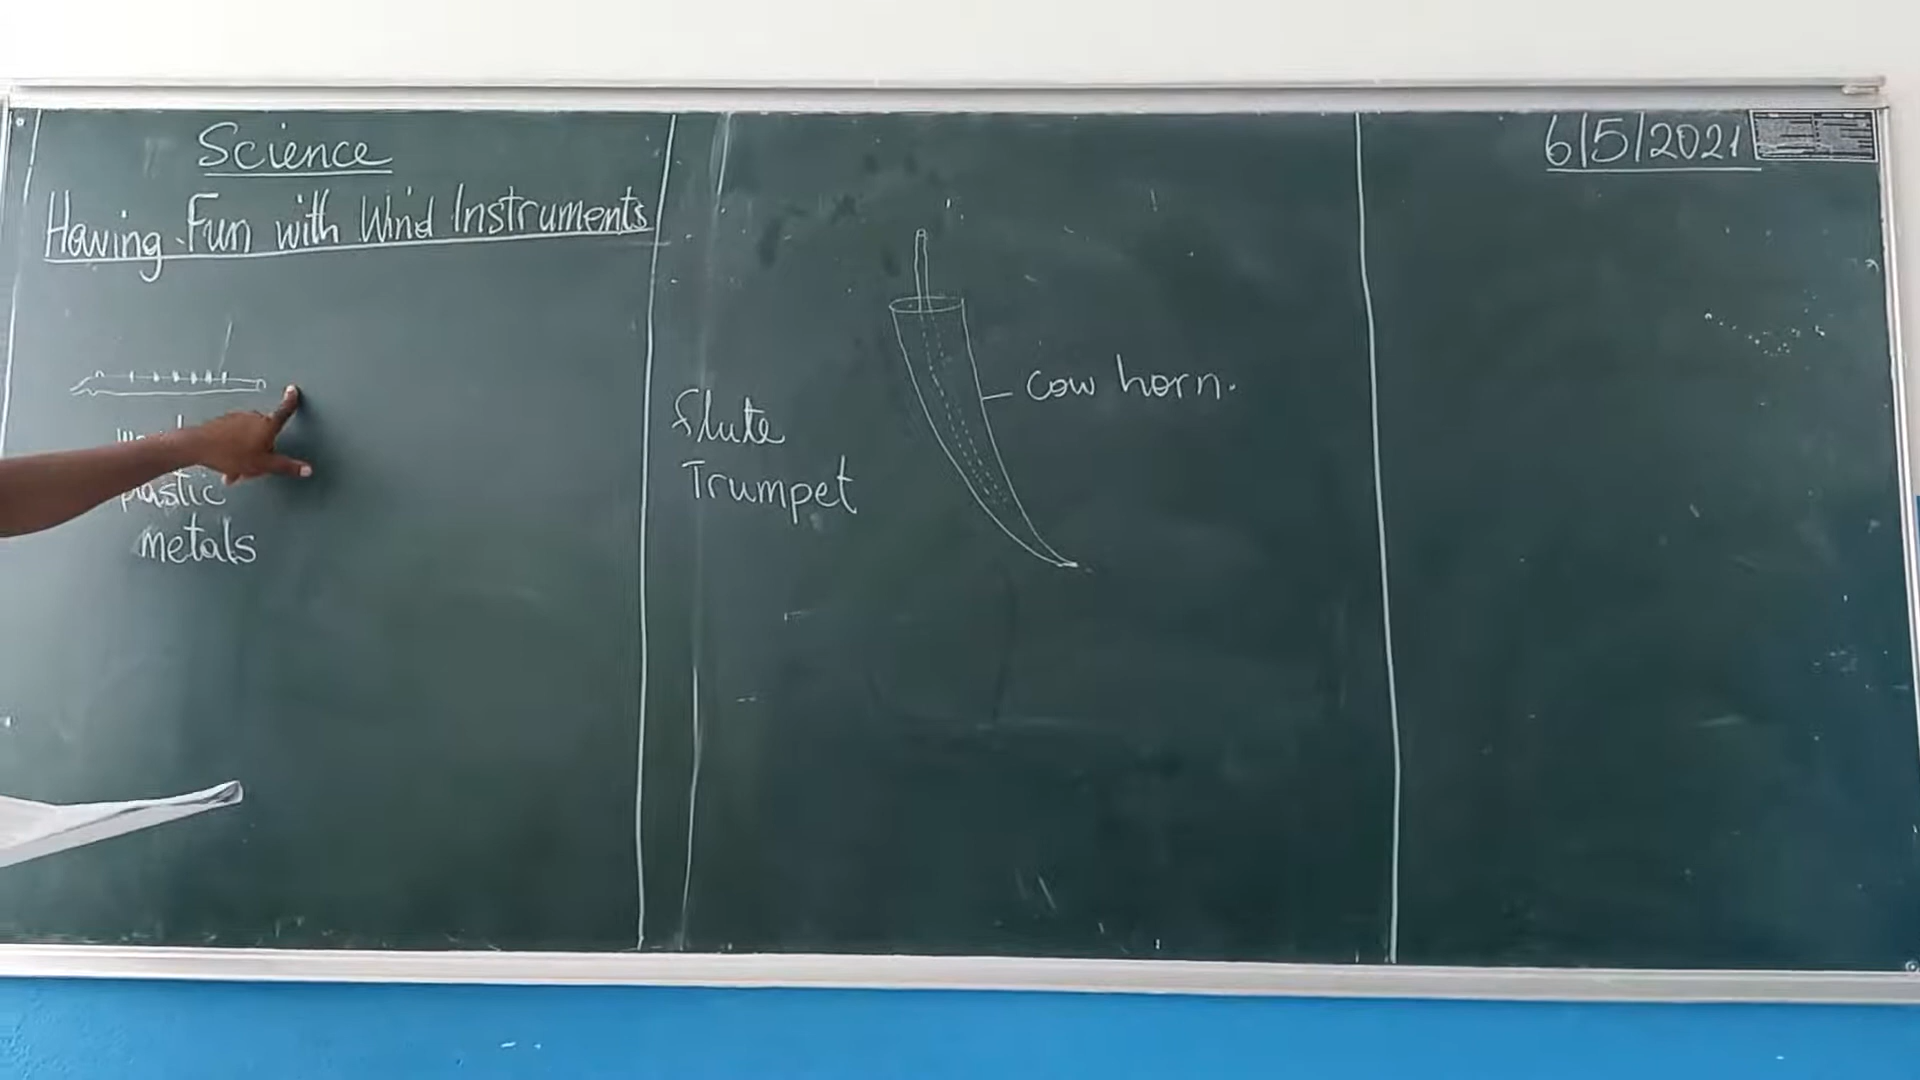 Science
Having Fun with Wind Instruments
plastic
metals
flute
Trumpet
cow horn.
6/5/2021